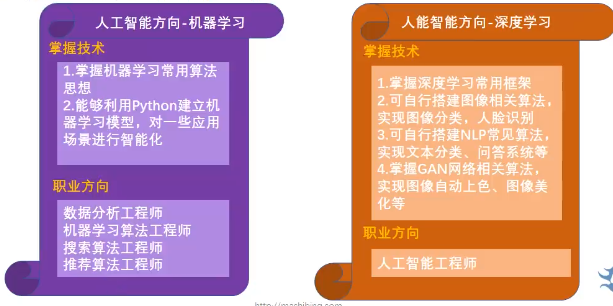 人工智能方向-机器学习
掌握技术
1.掌握机器学习常用算法
思想
2.能够利用Python建立机
器学习模型，对一些应用
场景进行智能化
职业方向
数据分析工程师
机器学习算法工程师
搜索算法工程师
推荐算法工程师
人能智能方向-深度学习
掌握技术
1.掌握深度学习常用框架
2.可自行搭建图像相关算法，
实现图像分类，人脸识别
3.可自行搭建NLP常见算法，
实现文本分类、问答系统等
4.掌握GAN网络相关算法，
实现图像自动上色、图像美
化等
职业方向
人工智能工程师